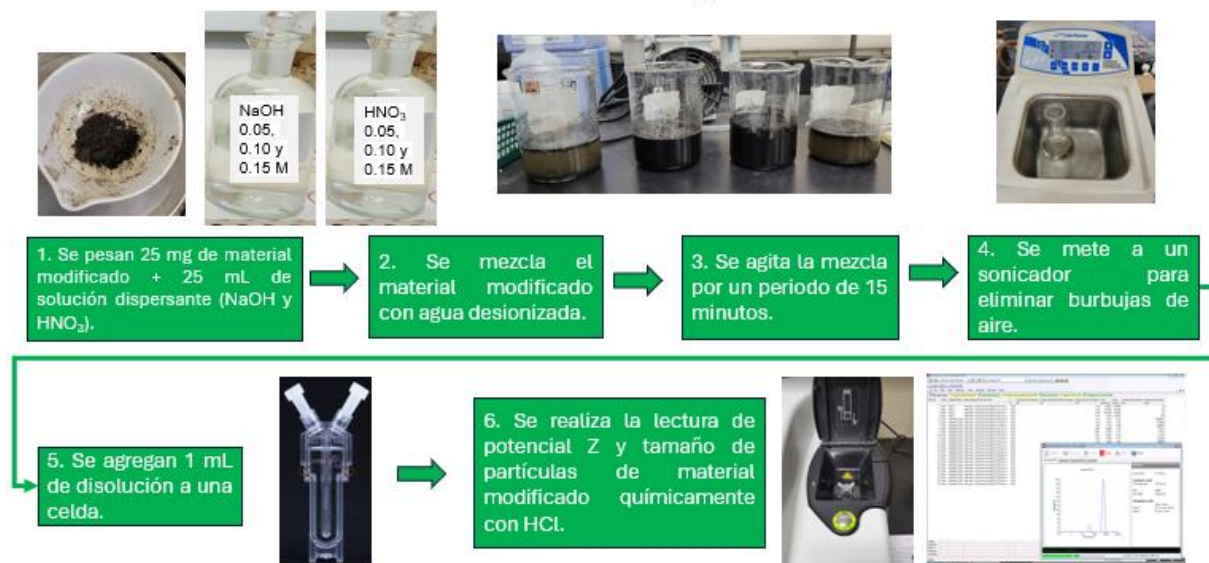 NaOH
0.05,
0.10 y
0.15 M
HNO₃
0.05,
0.10 y
0.15 M
1. Se pesan 25 mg de material
modificado + 25 mL de
solución dispersante (NaOH y
HNO₃).
2. Se mezcla el
material modificado
con agua desionizada.
3. Se agita la mezcla
por un periodo de 15
minutos.
4. Se mete a un
sonicador para
eliminar burbujas de
aire.
5. Se agregan 1 mL
de disolución a una
celda.
6. Se realiza la lectura de
potencial Z y tamaño de
partículas de material
modificado químicamente
con HCl.